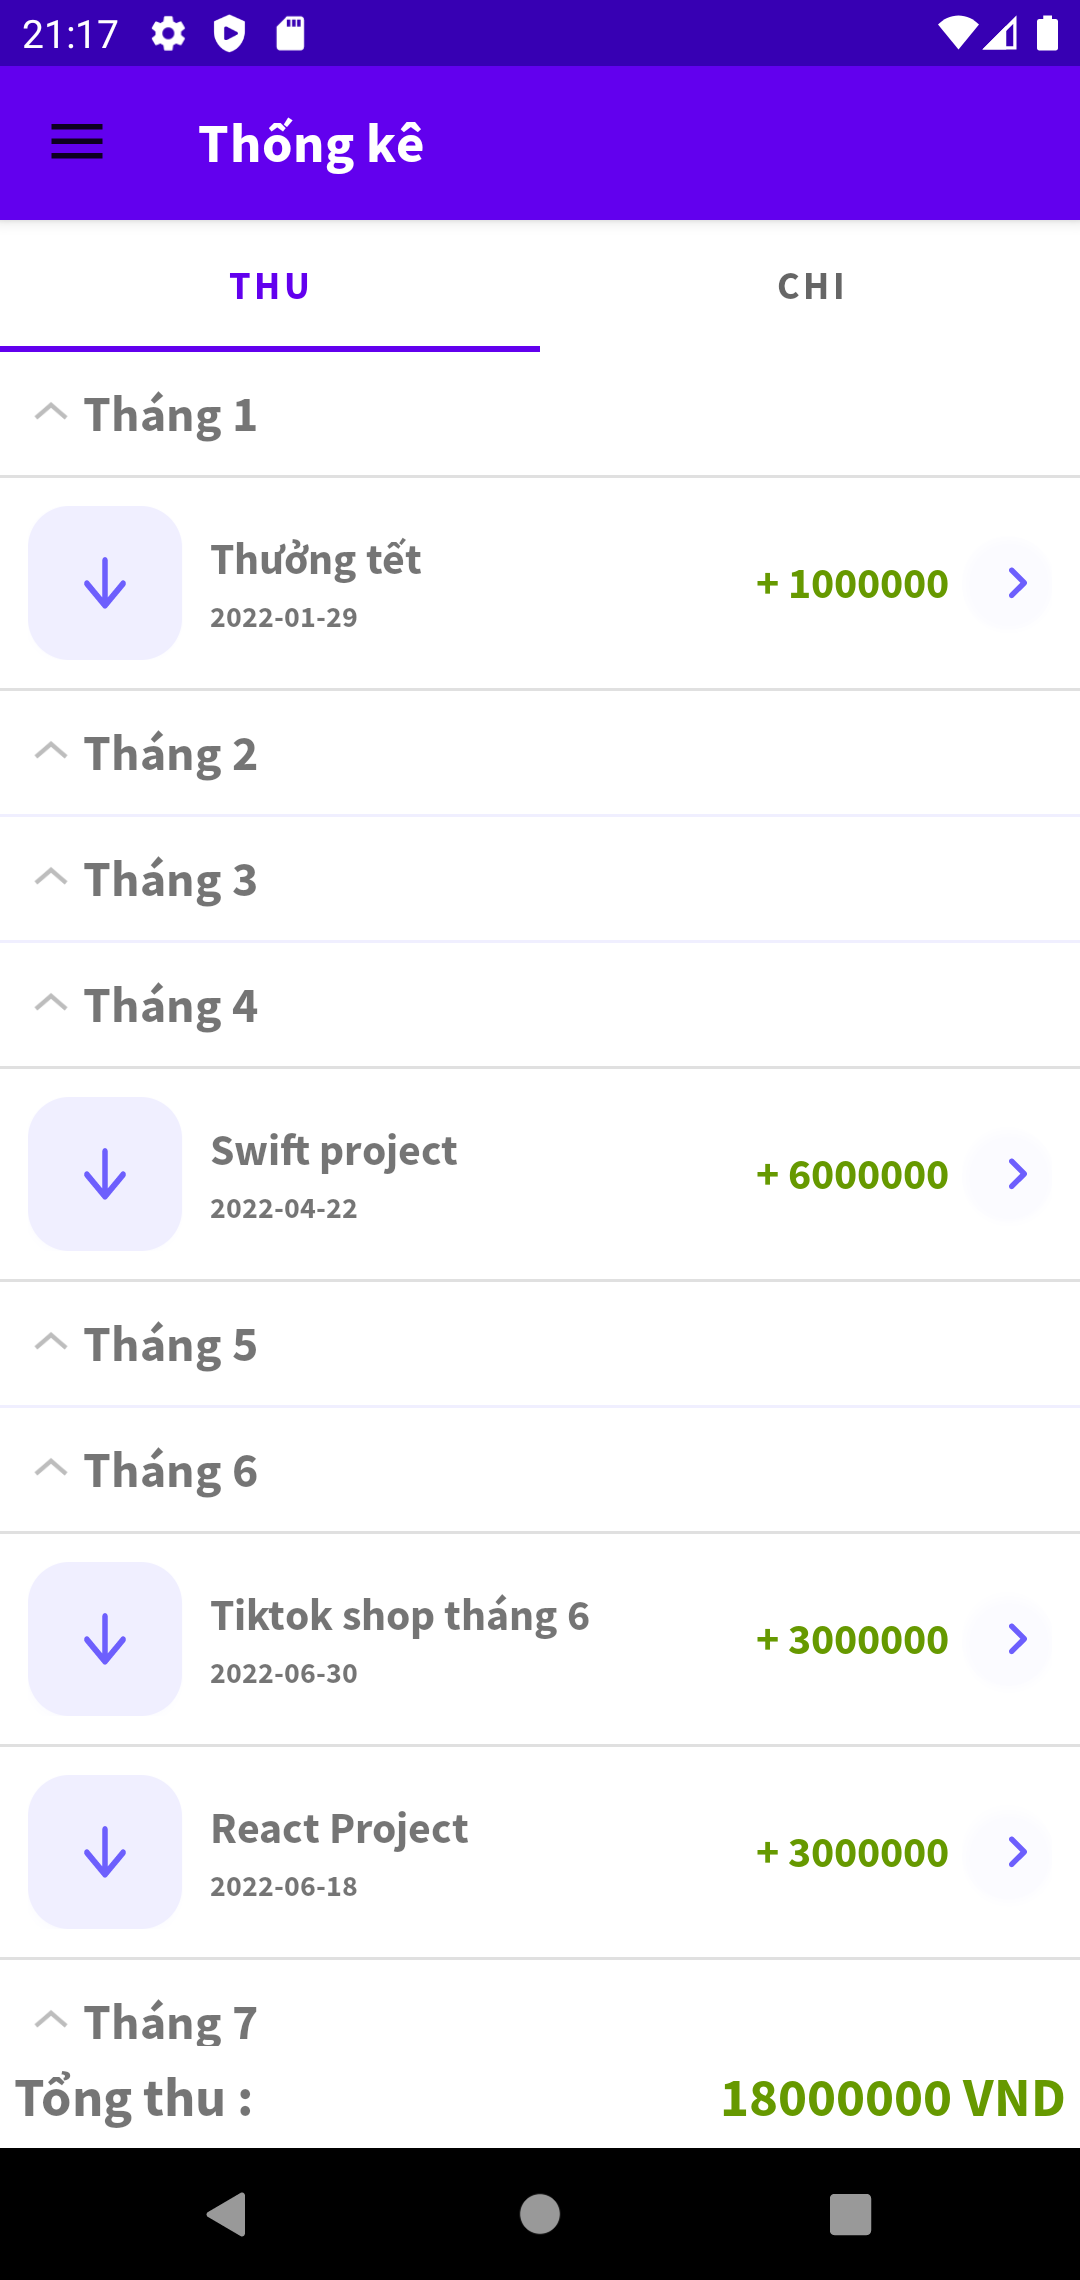 21:17
Thống kê
THU
CHI
Tháng 1
Thưởng tết
2022-01-29
+ 1000000
Tháng 2
Tháng 3
Tháng 4
Swift project
2022-04-22
+ 6000000
Tháng 5
Tháng 6
Tiktok shop tháng 6
2022-06-30
+ 3000000
React Project
2022-06-18
+ 3000000
Tháng 7
Tổng thu :
18000000 VND